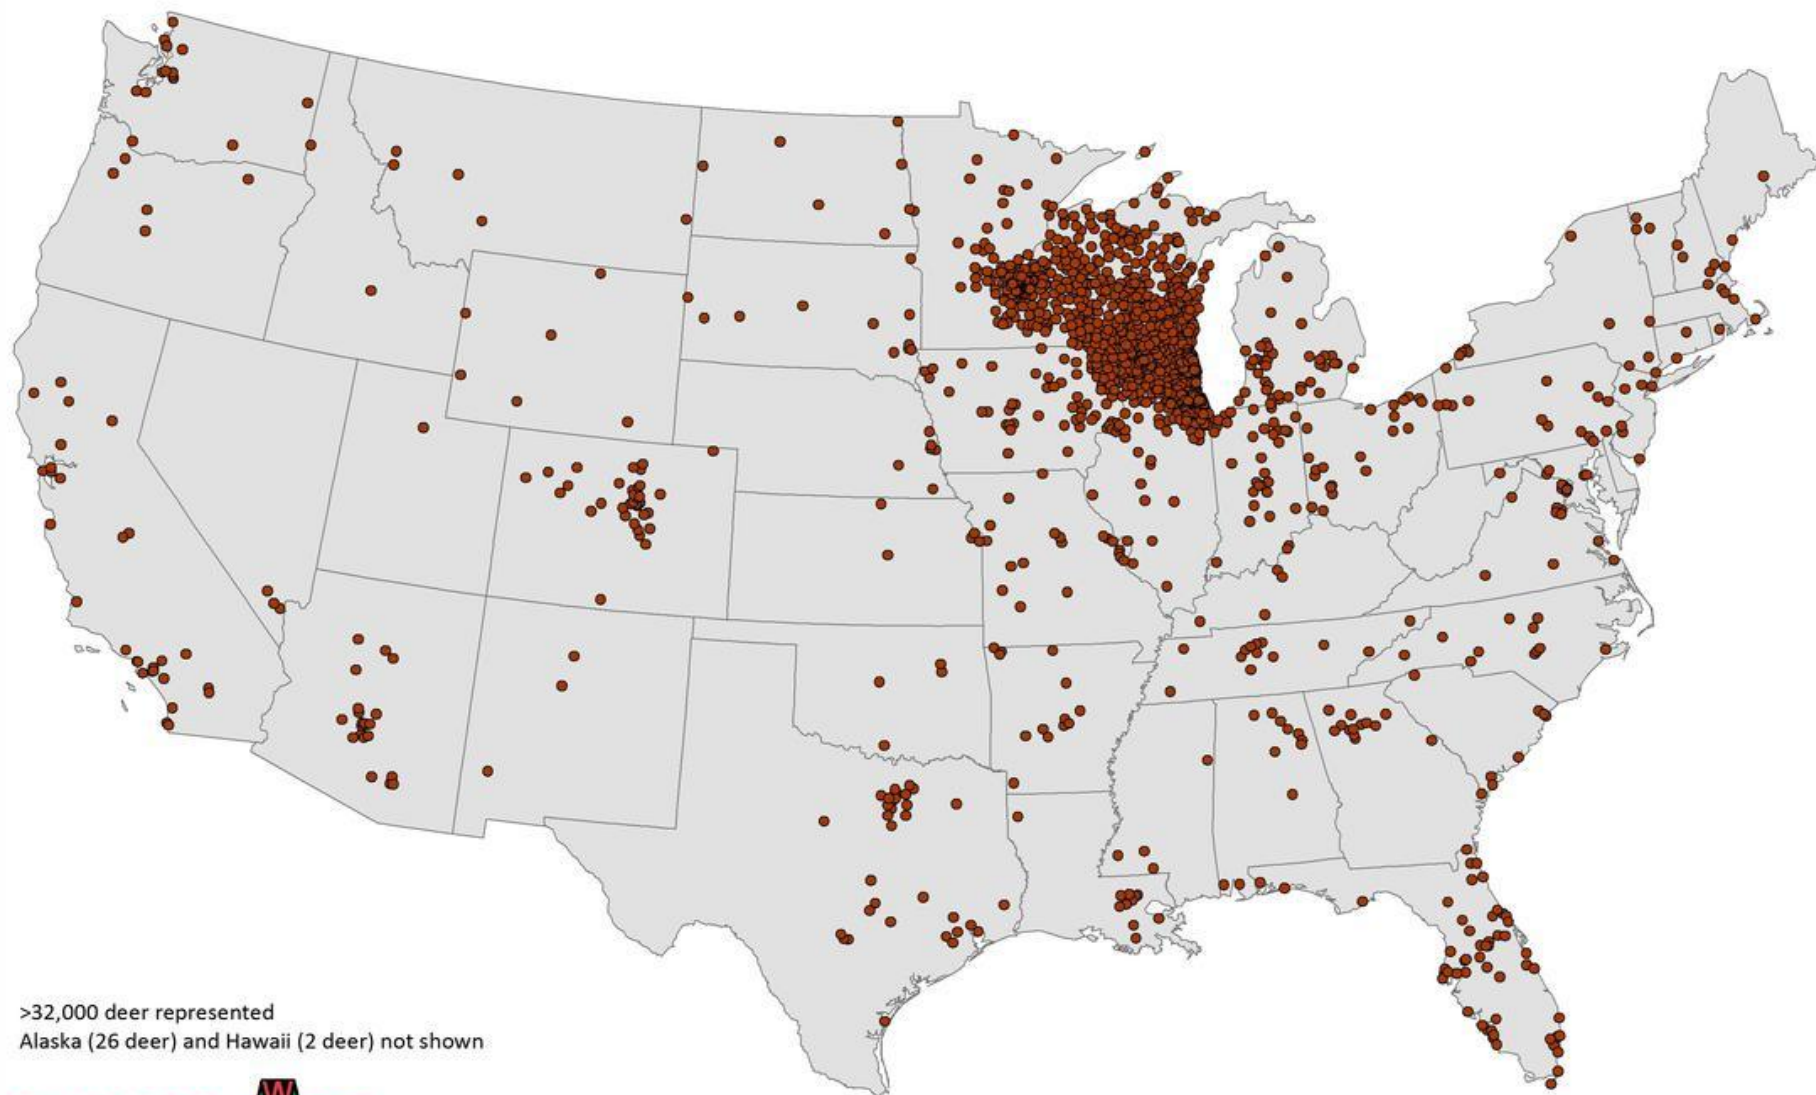 >32,000 deer represented
Alaska (26 deer) and Hawaii (2 deer) not shown
W